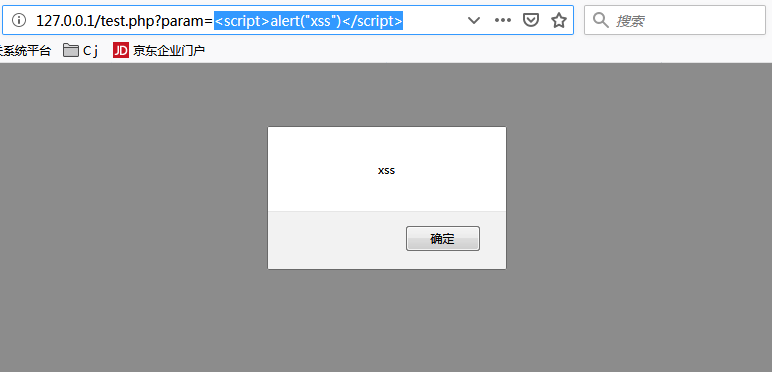 127.0.0.1/test.php?param=<script>alert("xss")</script>
搜索
系统平台 C j JD 京东企业门户
xss
确定